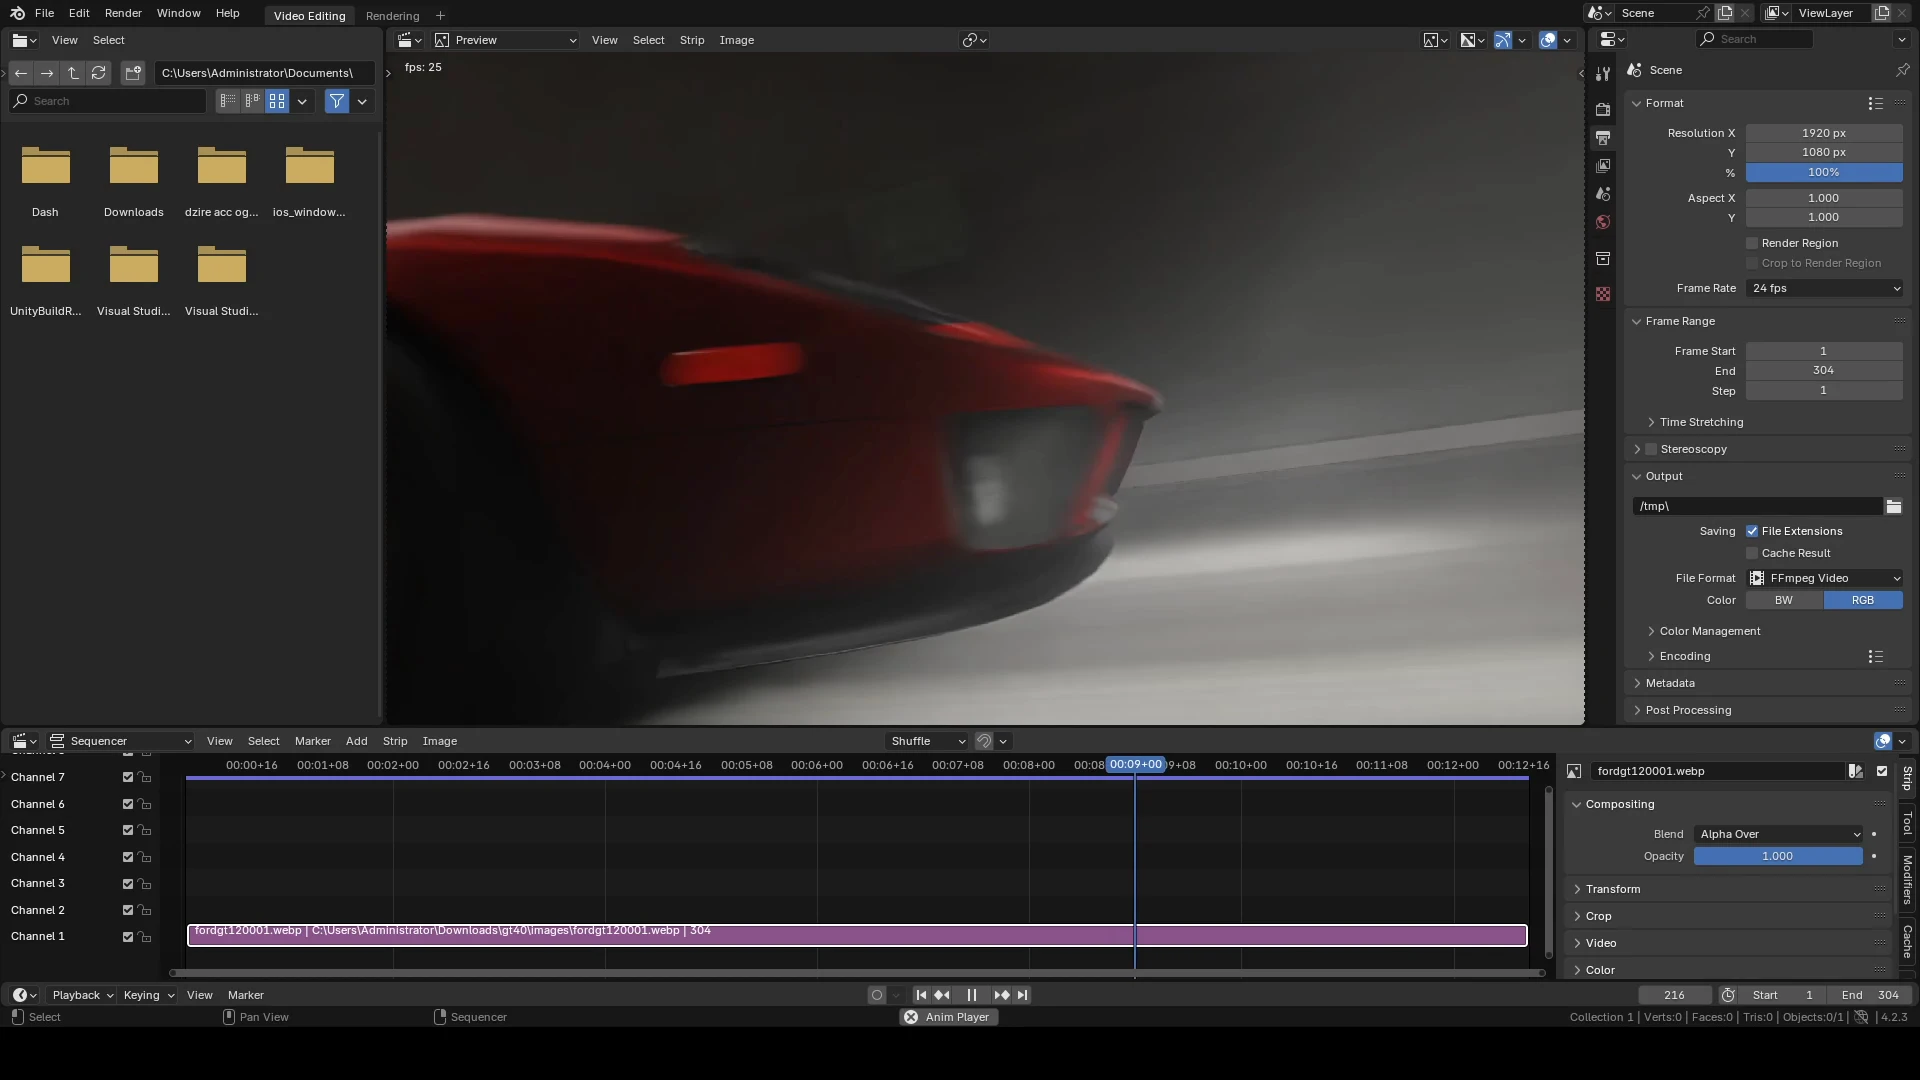 File Edit Render Window Help Video Editing Rendering + Scene ViewLayer
View Select Preview View Select Strip Image Search
C:\Users\Administrator\Documents\ fps: 25 Scene
Search
Dash Downloads dzire acc og... ios_window...
UnityBuildR... Visual Studi... Visual Studi...
Format
Resolution X 1920 px
Y 1080 px
% 100%
Aspect X 1.000
Y 1.000
Render Region
Crop to Render Region
Frame Rate 24 fps
Frame Range
Frame Start 1
End 304
Step 1
Time Stretching
Stereoscopy
Output
/tmp\
Saving File Extensions
Cache Result
File Format FFmpeg Video
Color BW RGB
Color Management
Encoding
Metadata
Post Processing
Sequencer View Select Marker Add Strip Image Shuffle
00:00+16 00:01+08 00:02+00 00:02+16 00:03+08 00:04+00 00:04+16 00:05+08 00:06+00 00:06+16 00:07+08 00:08+00 00:08 00:09+00 9+08 00:10+00 00:10+16 00:11+08 00:12+00 00:12+16
Channel 7
Channel 6
Channel 5
Channel 4
Channel 3
Channel 2
Channel 1
fordgt120001.webp | C:\Users\Administrator\Downloads\gt40\images\fordgt120001.webp | 304
fordgt120001.webp
Compositing
Blend Alpha Over
Opacity 1.000
Transform
Crop
Video
Color
Strip
Tool
Modifiers
Cache
Playback Keying View Marker 216 Start 1 End 304
Select Pan View Sequencer Anim Player Collection 1 | Verts:0 | Faces:0 | Tris:0 | Objects:0/1 | 4.2.3